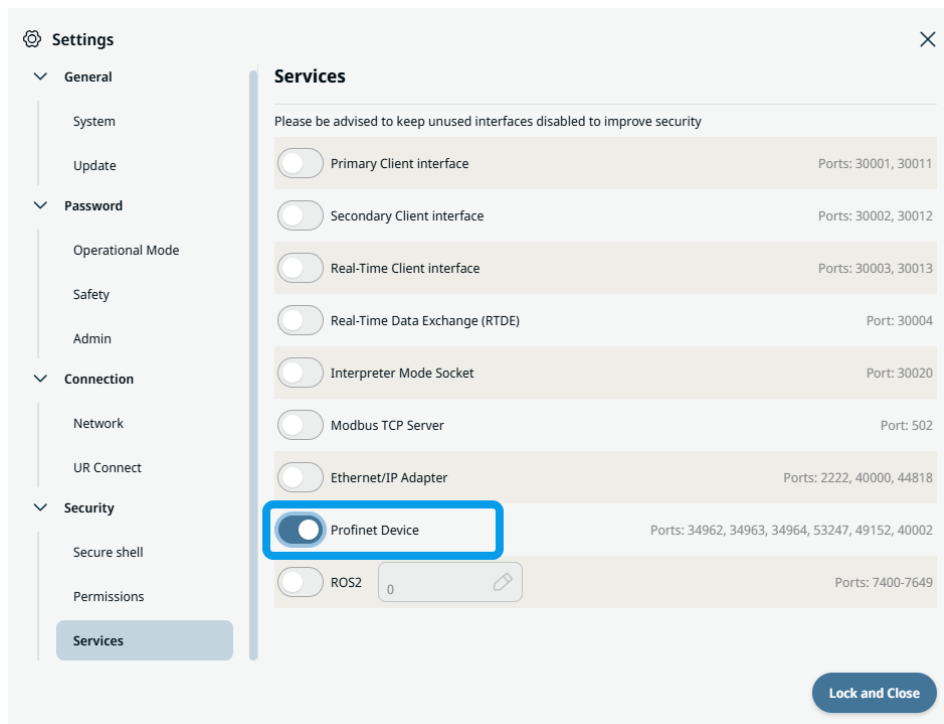 Settings
General
System
Update
Password
Operational Mode
Safety
Admin
Connection
Network
UR Connect
Security
Secure shell
Permissions
Services
Services
Please be advised to keep unused interfaces disabled to improve security
Primary Client interface Ports: 30001, 30011
Secondary Client interface Ports: 30002, 30012
Real-Time Client interface Ports: 30003, 30013
Real-Time Data Exchange (RTDE) Port: 30004
Interpreter Mode Socket Port: 30020
Modbus TCP Server Port: 502
Ethernet/IP Adapter Ports: 2222, 40000, 44818
Profinet Device Ports: 34962, 34963, 34964, 53247, 49152, 40002
ROS2 0 Ports: 7400-7649
Lock and Close